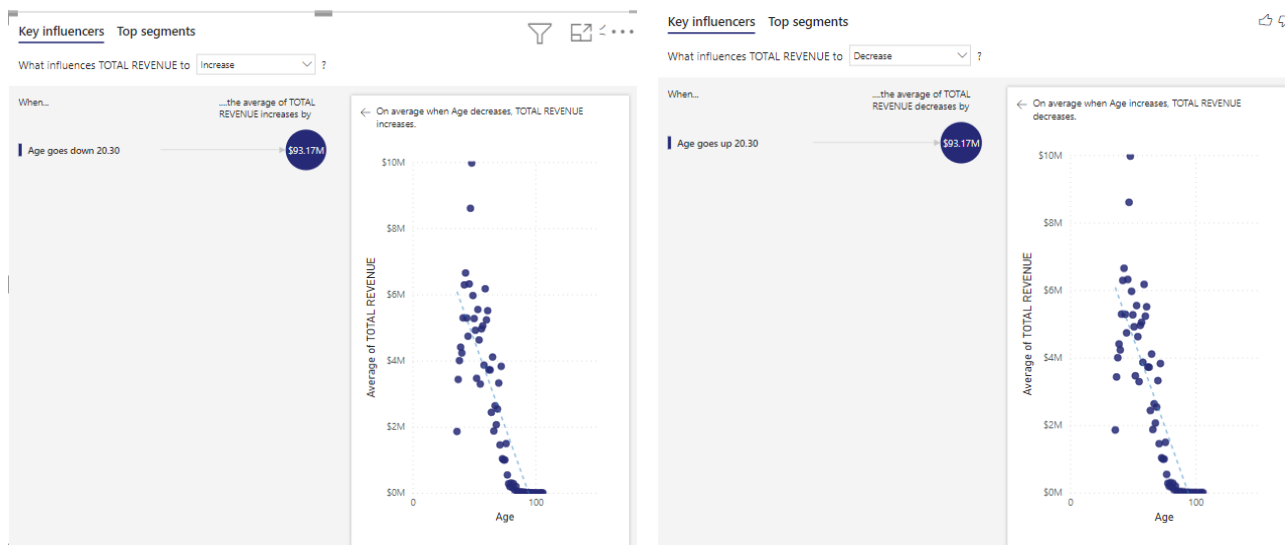 Key influencers Top segments
What influences TOTAL REVENUE to Increase ?
When...
....the average of TOTAL
REVENUE increases by
Age goes down 20.30
$93.17M
On average when Age decreases, TOTAL REVENUE
increases.
$10M
$8M
$6M
$4M
$2M
$0M
Average of TOTAL REVENUE
0
100
Age
Key influencers Top segments
What influences TOTAL REVENUE to Decrease ?
When...
....the average of TOTAL
REVENUE decreases by
Age goes up 20.30
$93.17M
On average when Age increases, TOTAL REVENUE
decreases.
$10M
$8M
$6M
$4M
$2M
$0M
Average of TOTAL REVENUE
0
100
Age